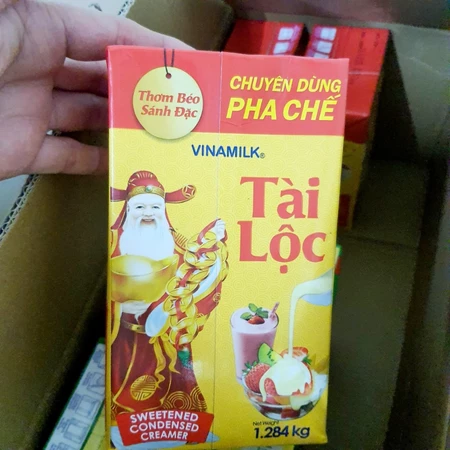 Thơm Béo
Sánh Đặc
CHUYÊN DÙNG
PHA CHẾ
VINAMILK®
Tài
Lộc
SWEETENED
CONDENSED
CREAMER
Net Weight
1.284 kg